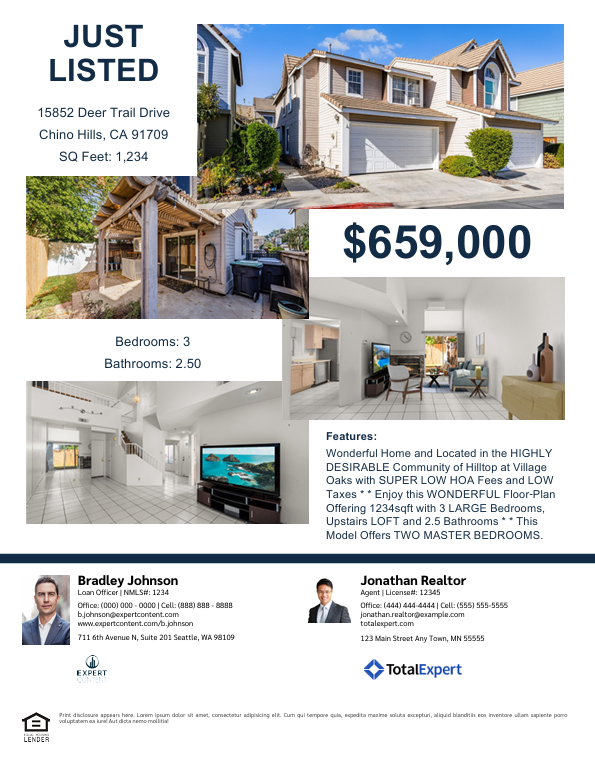 JUST
LISTED
15852 Deer Trail Drive
Chino Hills, CA 91709
SQ Feet: 1,234
$659,000
Bedrooms: 3
Bathrooms: 2.50
Features:
Wonderful Home and Located in the HIGHLY
DESIRABLE Community of Hilltop at Village
Oaks with SUPER LOW HOA Fees and LOW
Taxes * * Enjoy this WONDERFUL Floor-Plan
Offering 1234sqft with 3 LARGE Bedrooms,
Upstairs LOFT and 2.5 Bathrooms * * This
Model Offers TWO MASTER BEDROOMS.
Bradley Johnson
Loan Officer | NMLS#: 1234
Office: (000) 000 - 0000 | Cell: (888) 888 - 8888
b.johnson@expertcontent.com
www.expertcontent.com/b.johnson
711 6th Avenue N, Suite 201 Seattle, WA 98109
EXPERT
CONTENT
Jonathan Realtor
Agent | License#: 12345
Office: (444) 444-4444 | Cell: (555) 555-5555
jonathan.realtor@example.com
totalexpert.com
123 Main Street Any Town, MN 55555
TotalExpert
Print disclosure appears here. Lorem ipsum dolor sit amet, consectetur adipisicing elit. Cum qui tempore quia, expedita maxime soluta excepturi, aliquid blanditiis eos inventore ullam sapiente porro
voluptatem ea iure! Aut dicta nemo mollitia!
EQUAL HOUSING
LENDER